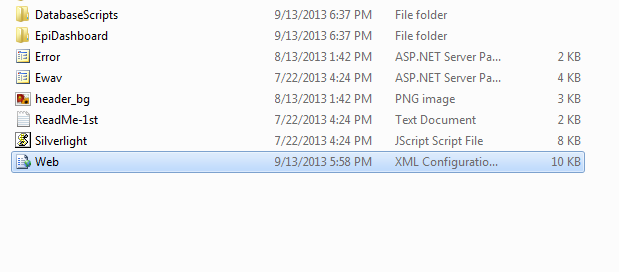 DatabaseScripts 9/13/2013 6:37 PM File folder
EpiDashboard 9/13/2013 6:37 PM File folder
Error 8/13/2013 1:42 PM ASP.NET Server Pa... 2 KB
Ewav 7/22/2013 4:24 PM ASP.NET Server Pa... 4 KB
header_bg 8/13/2013 1:42 PM PNG image 3 KB
ReadMe-1st 7/22/2013 4:24 PM Text Document 2 KB
Silverlight 7/22/2013 4:24 PM JScript Script File 8 KB
Web 9/13/2013 5:58 PM XML Configuratio... 10 KB